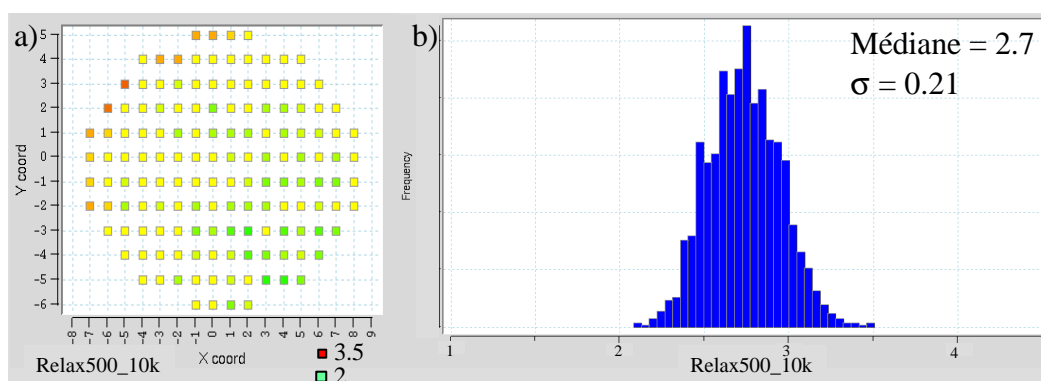 a)
Y coord
5
4
3
2
1
0
-1
-2
-3
-4
-5
-6
-8 -7 -6 -5 -4 -3 -2 -1 0 1 2 3 4 5 6 7 8 9
X coord
Relax500_10k
3.5
2
b)
Médiane = 2.7
σ = 0.21
Frequency
1 2 3 4
Relax500_10k